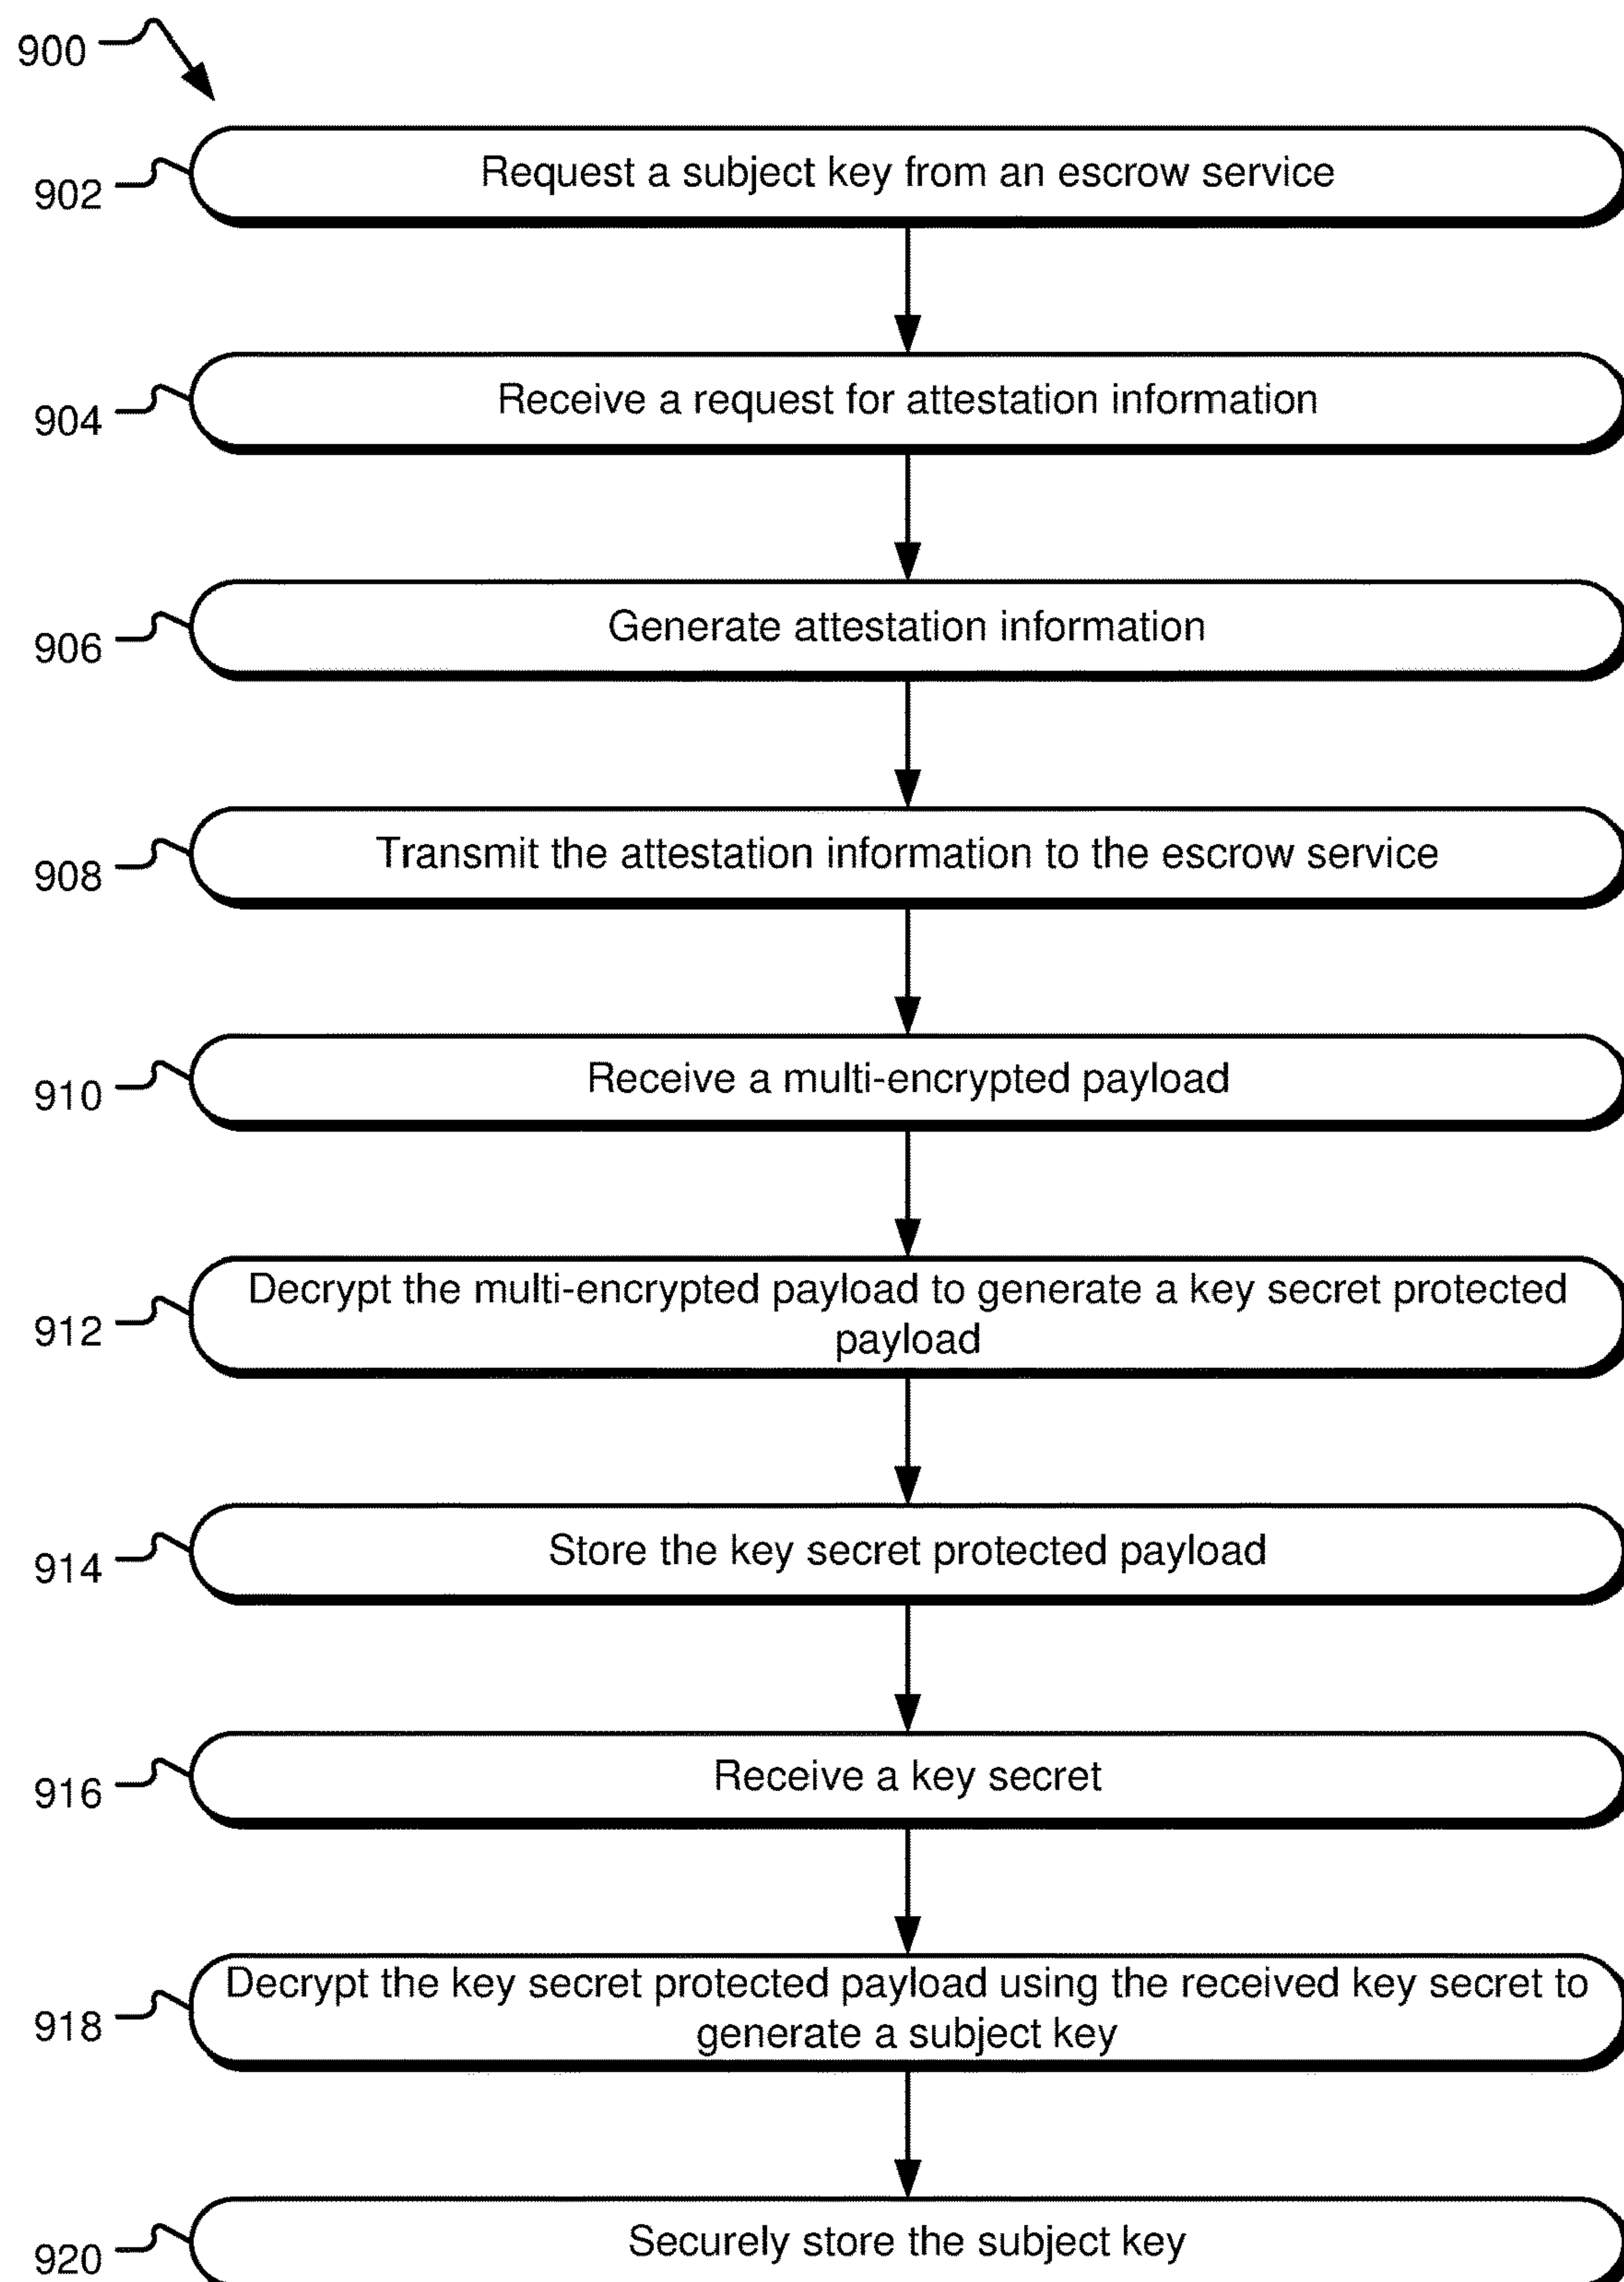 900
902
Request a subject key from an escrow service
904
Receive a request for attestation information
906
Generate attestation information
908
Transmit the attestation information to the escrow service
910
Receive a multi-encrypted payload
912
Decrypt the multi-encrypted payload to generate a key secret protected
payload
914
Store the key secret protected payload
916
Receive a key secret
918
Decrypt the key secret protected payload using the received key secret to
generate a subject key
920
Securely store the subject key